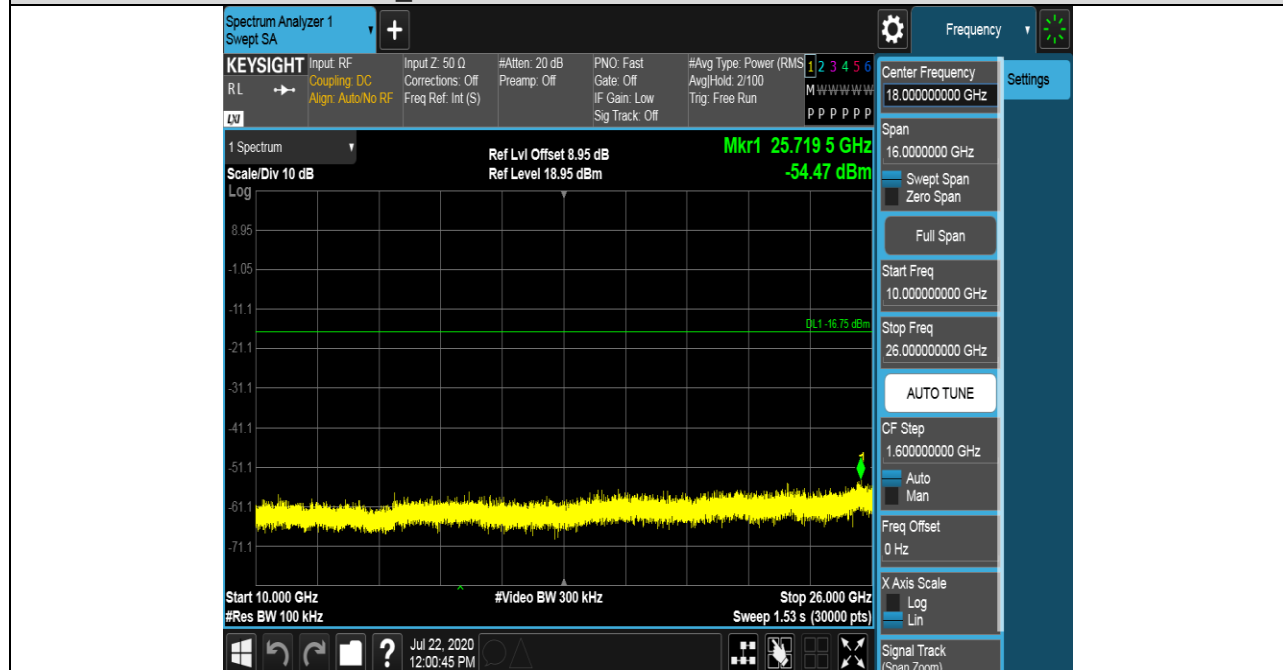 Spectrum Analyzer 1
Swept SA
+
Frequency
KEYSIGHT
Input: RF
Coupling: DC
Align: Auto/No RF
Input Z: 50 Ω
Corrections: Off
Freq Ref: Int (S)
#Atten: 20 dB
Preamp: Off
PNO: Fast
Gate: Off
IF Gain: Low
Sig Track: Off
#Avg Type: Power (RMS
Avg|Hold: 2/100
Trig: Free Run
1 2 3 4 5 6
M W W W W W
P P P P P P
R L
LXI
Center Frequency
18.000000000 GHz
Settings
Span
16.0000000 GHz
Swept Span
Zero Span
Full Span
Start Freq
10.000000000 GHz
Stop Freq
26.000000000 GHz
AUTO TUNE
CF Step
1.600000000 GHz
Auto
Man
Freq Offset
0 Hz
X Axis Scale
Log
Lin
Signal Track
(Span Zoom)
1 Spectrum
Scale/Div 10 dB
Log
Ref Lvl Offset 8.95 dB
Ref Level 18.95 dBm
Mkr1 25.719 5 GHz
-54.47 dBm
8.95
-1.05
-11.1
DL1 -16.75 dBm
-21.1
-31.1
-41.1
-51.1
1
-61.1
-71.1
Start 10.000 GHz
#Res BW 100 kHz
#Video BW 300 kHz
Stop 26.000 GHz
Sweep 1.53 s (30000 pts)
?
Jul 22, 2020
12:00:45 PM